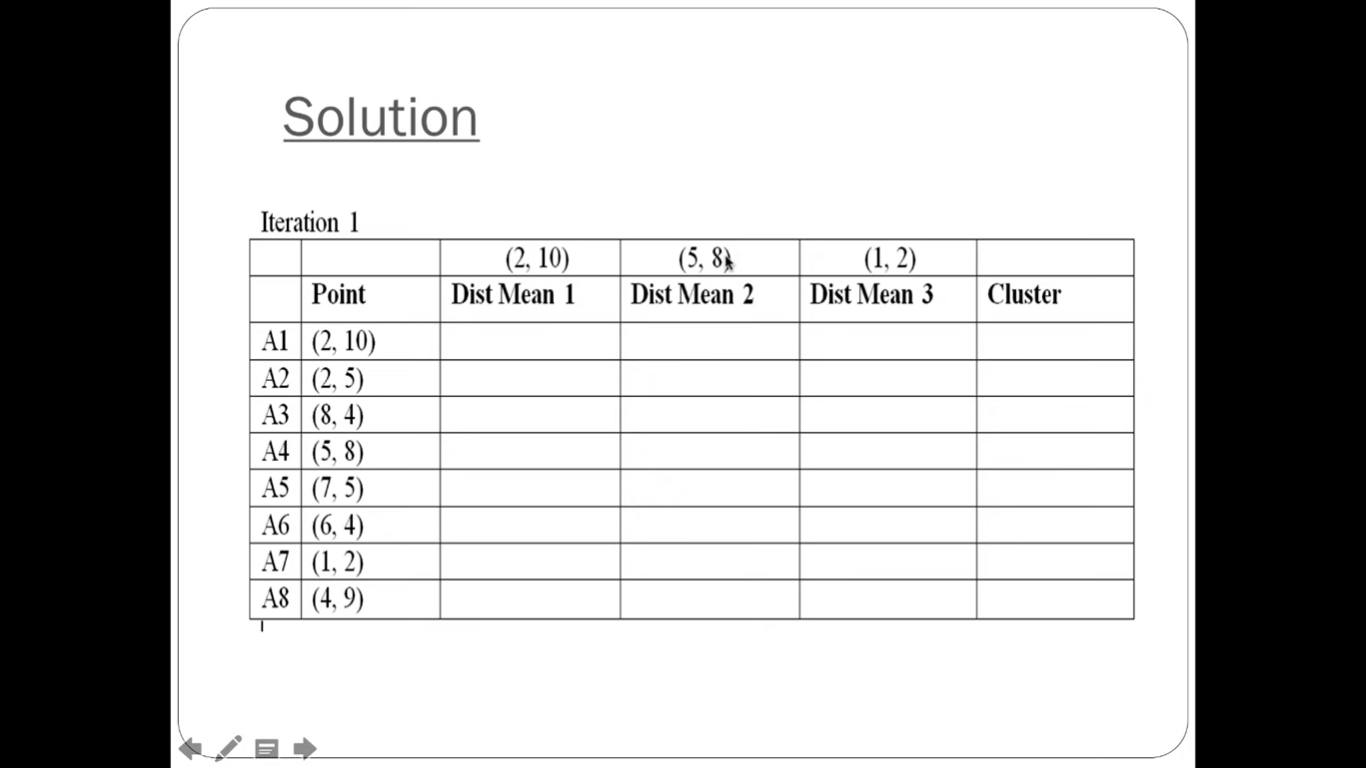 Solution
Iteration 1
(2, 10) (5, 8) (1, 2)
Point Dist Mean 1 Dist Mean 2 Dist Mean 3 Cluster
A1 (2, 10)
A2 (2, 5)
A3 (8, 4)
A4 (5, 8)
A5 (7, 5)
A6 (6, 4)
A7 (1, 2)
A8 (4, 9)